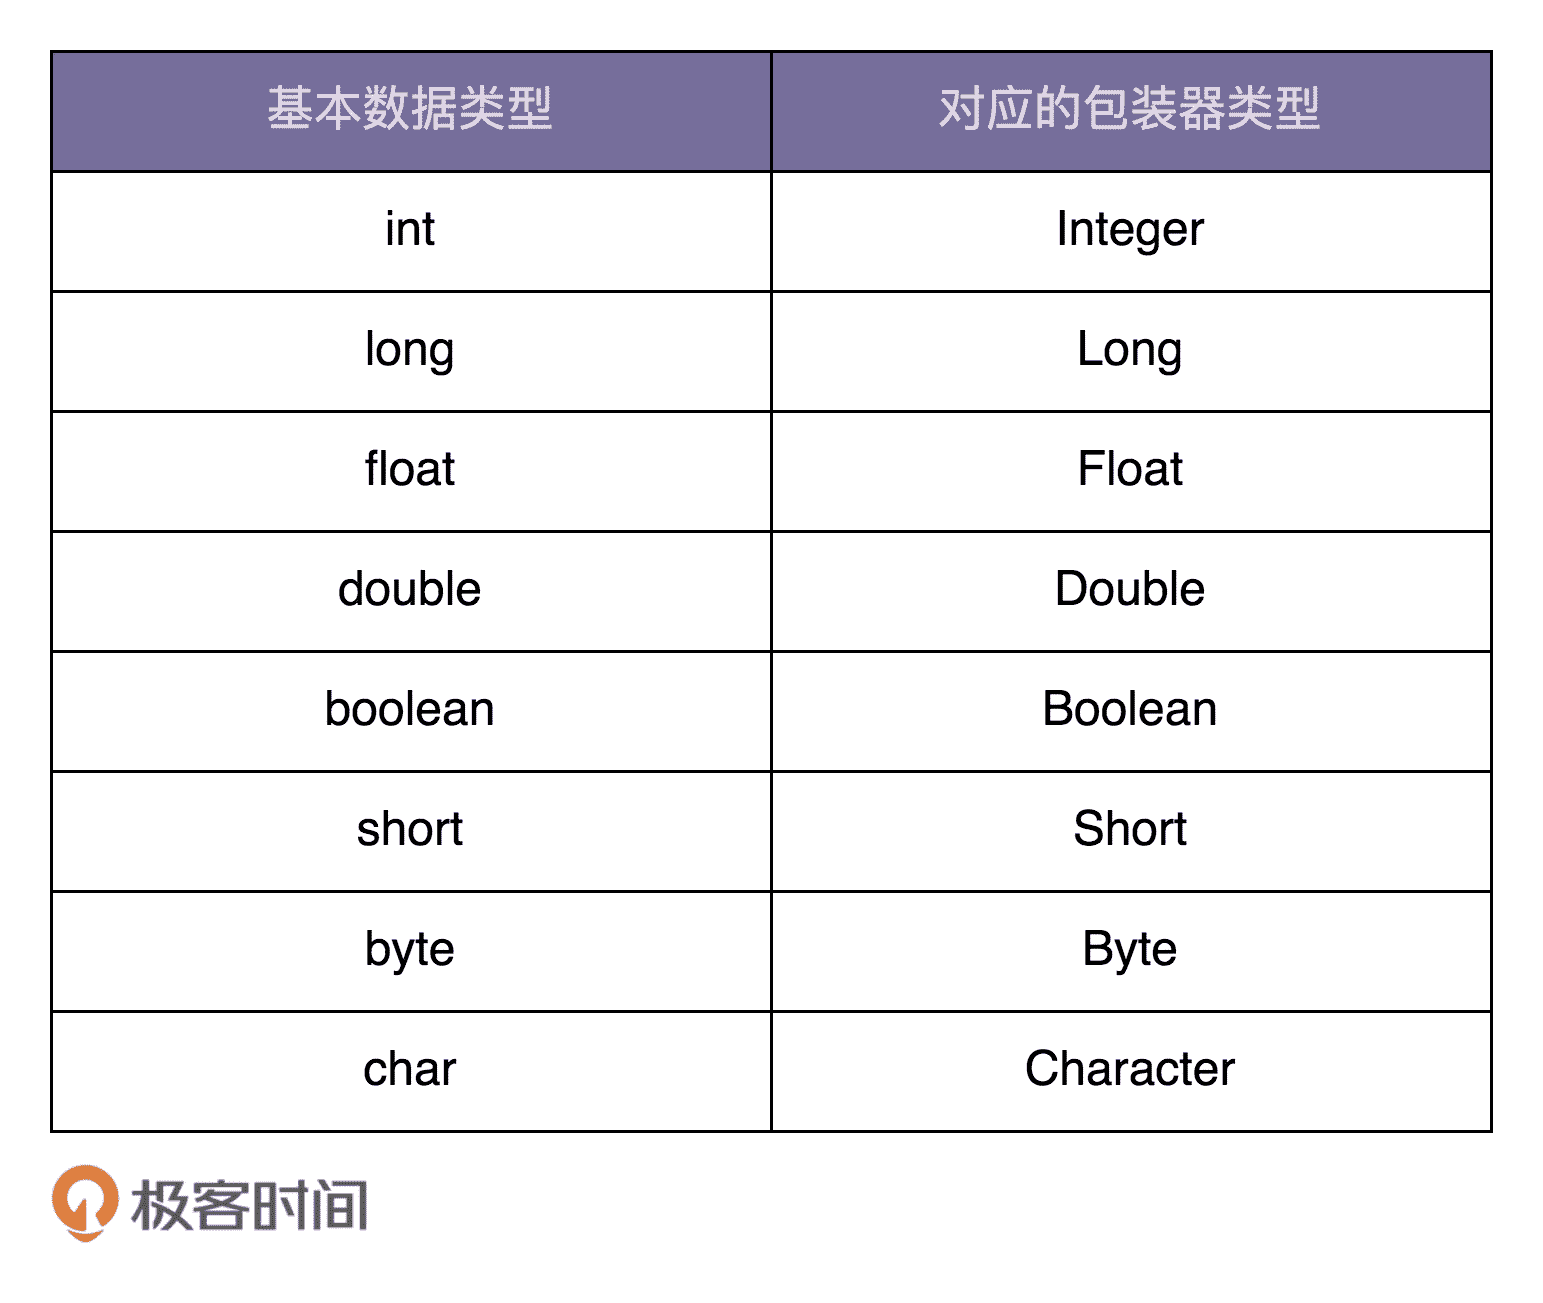 基本数据类型 对应的包装器类型
int Integer
long Long
float Float
double Double
boolean Boolean
short Short
byte Byte
char Character
极客时间